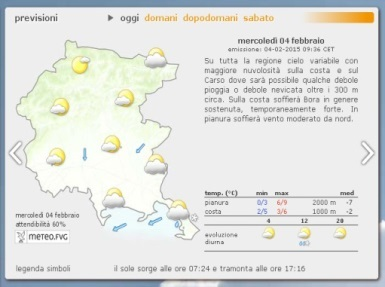 previsioni
» oggi domani dopodomani sabato
mercoledì 04 febbraio
emissione: 04-02-2015 09:36 CET
Su tutta la regione cielo variabile con
maggiore nuvolosità sulla costa e sul
Carso dove sarà possibile qualche debole
pioggia o debole nevicata oltre i 300 m
circa. Sulla costa soffierà Bora in genere
sostenuta, temporaneamente forte. In
pianura soffierà vento moderato da nord.
temp. (°C) min max med
pianura 0/3 6/9 2000 m -7
costa 2/5 3/6 1000 m -2
4 12 20
evoluzione
diurna
mercoledì 04 febbraio
attendibilità 60%
meteo.FVG
legenda simboli il sole sorge alle ore 07:24 e tramonta alle ore 17:16